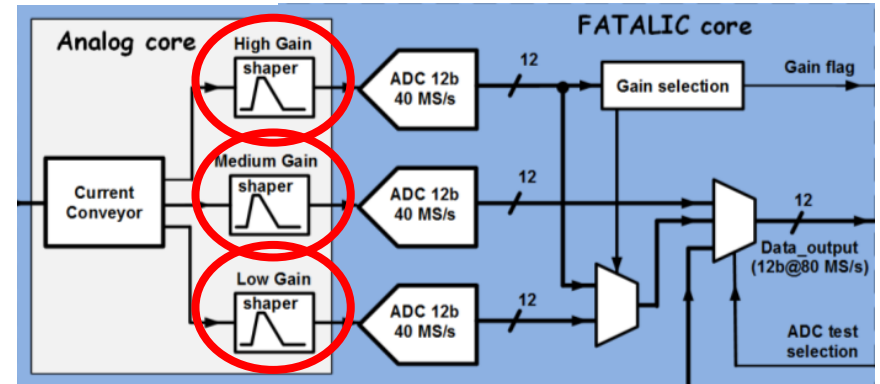 Analog core
FATALIC core
High Gain
shaper
ADC 12b
40 MS/s
12
Gain selection
Gain flag
Medium Gain
shaper
Current
Conveyor
ADC 12b
40 MS/s
12
12
Data_output
(12b@80 MS/s)
Low Gain
shaper
ADC 12b
40 MS/s
12
ADC test
selection